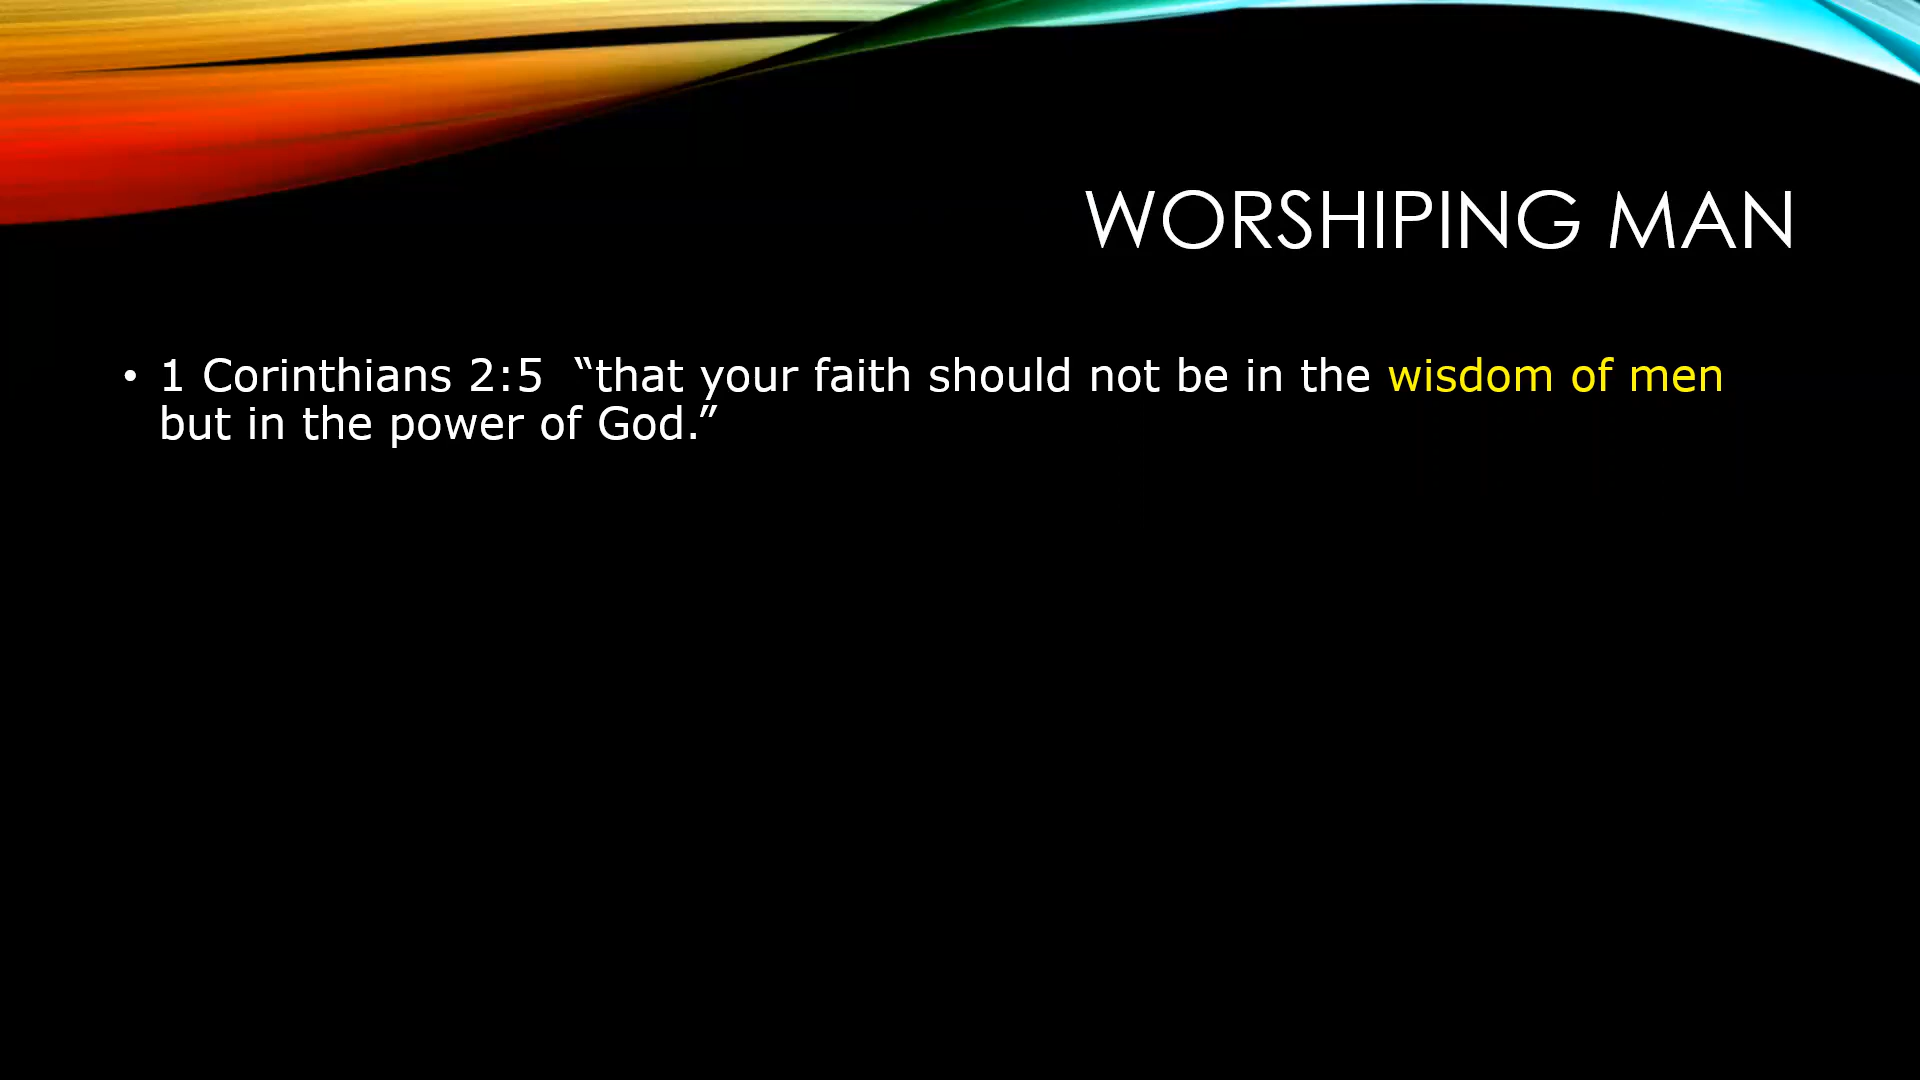 WORSHIPING MAN
• 1 Corinthians 2:5  “that your faith should not be in the wisdom of men
but in the power of God.”